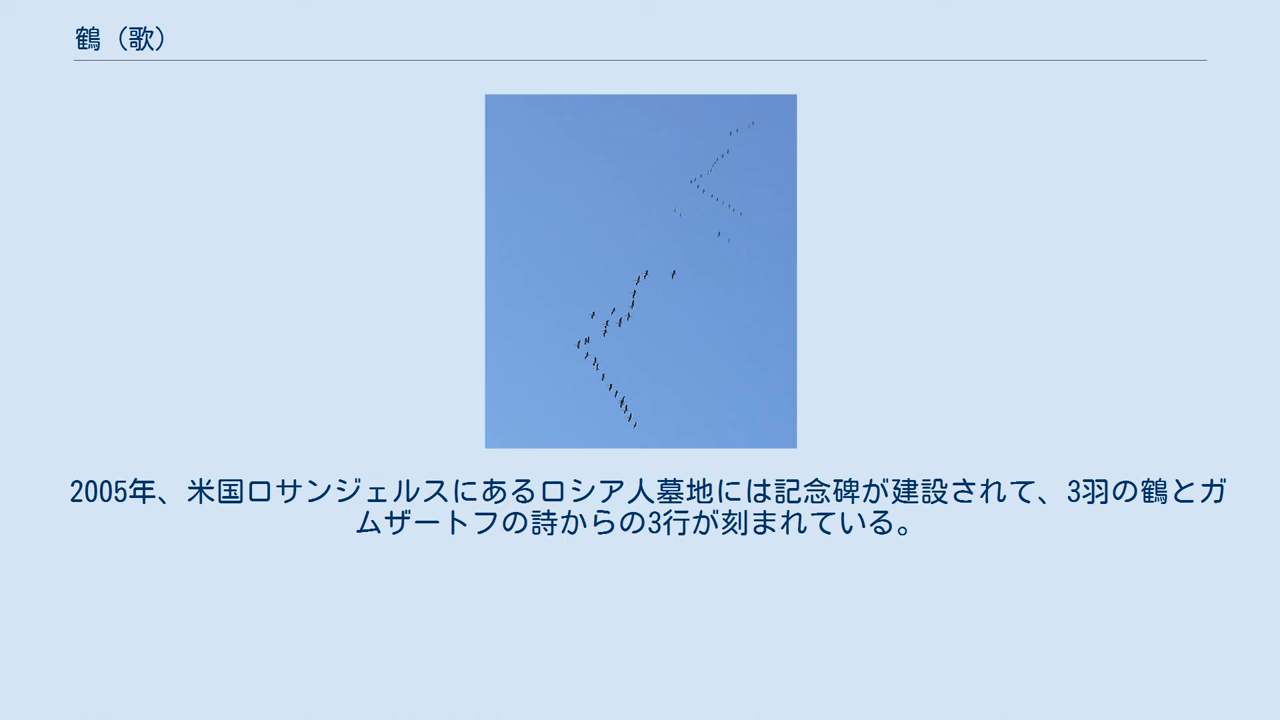 鶴（歌）
2005年、米国ロサンジェルスにあるロシア人墓地には記念碑が建設されて、3羽の鶴とガ
ムザートフの詩からの3行が刻まれている。